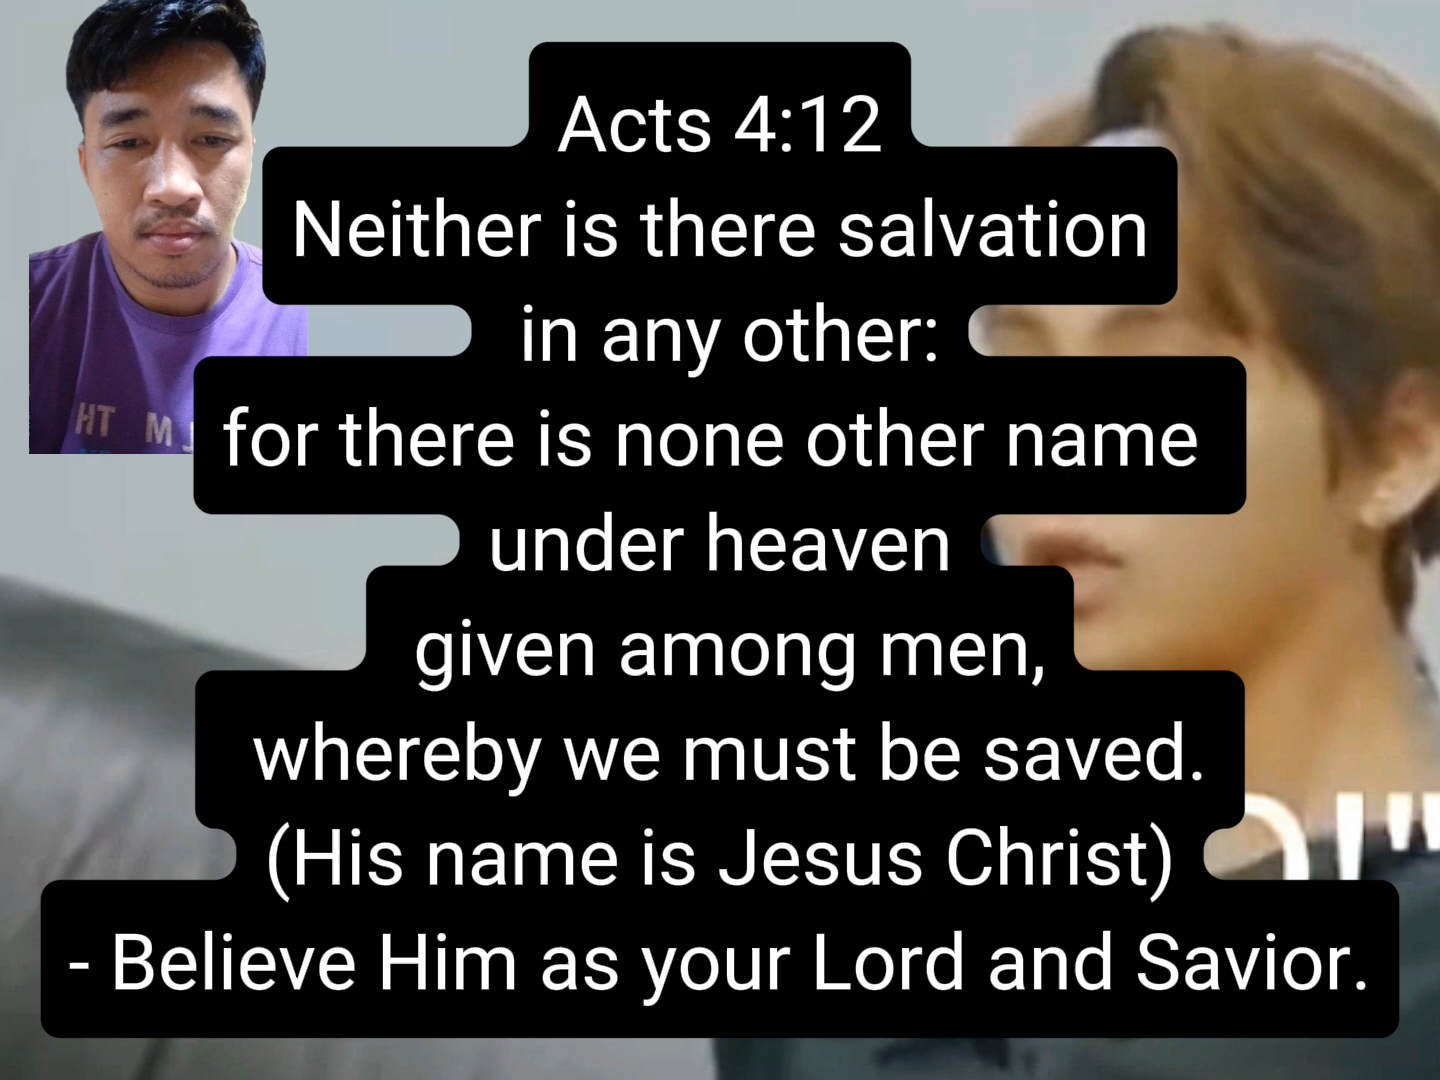 Acts 4:12
Neither is there salvation
in any other:
for there is none other name
under heaven
given among men,
whereby we must be saved.
(His name is Jesus Christ)
- Believe Him as your Lord and Savior.
HT M
!"